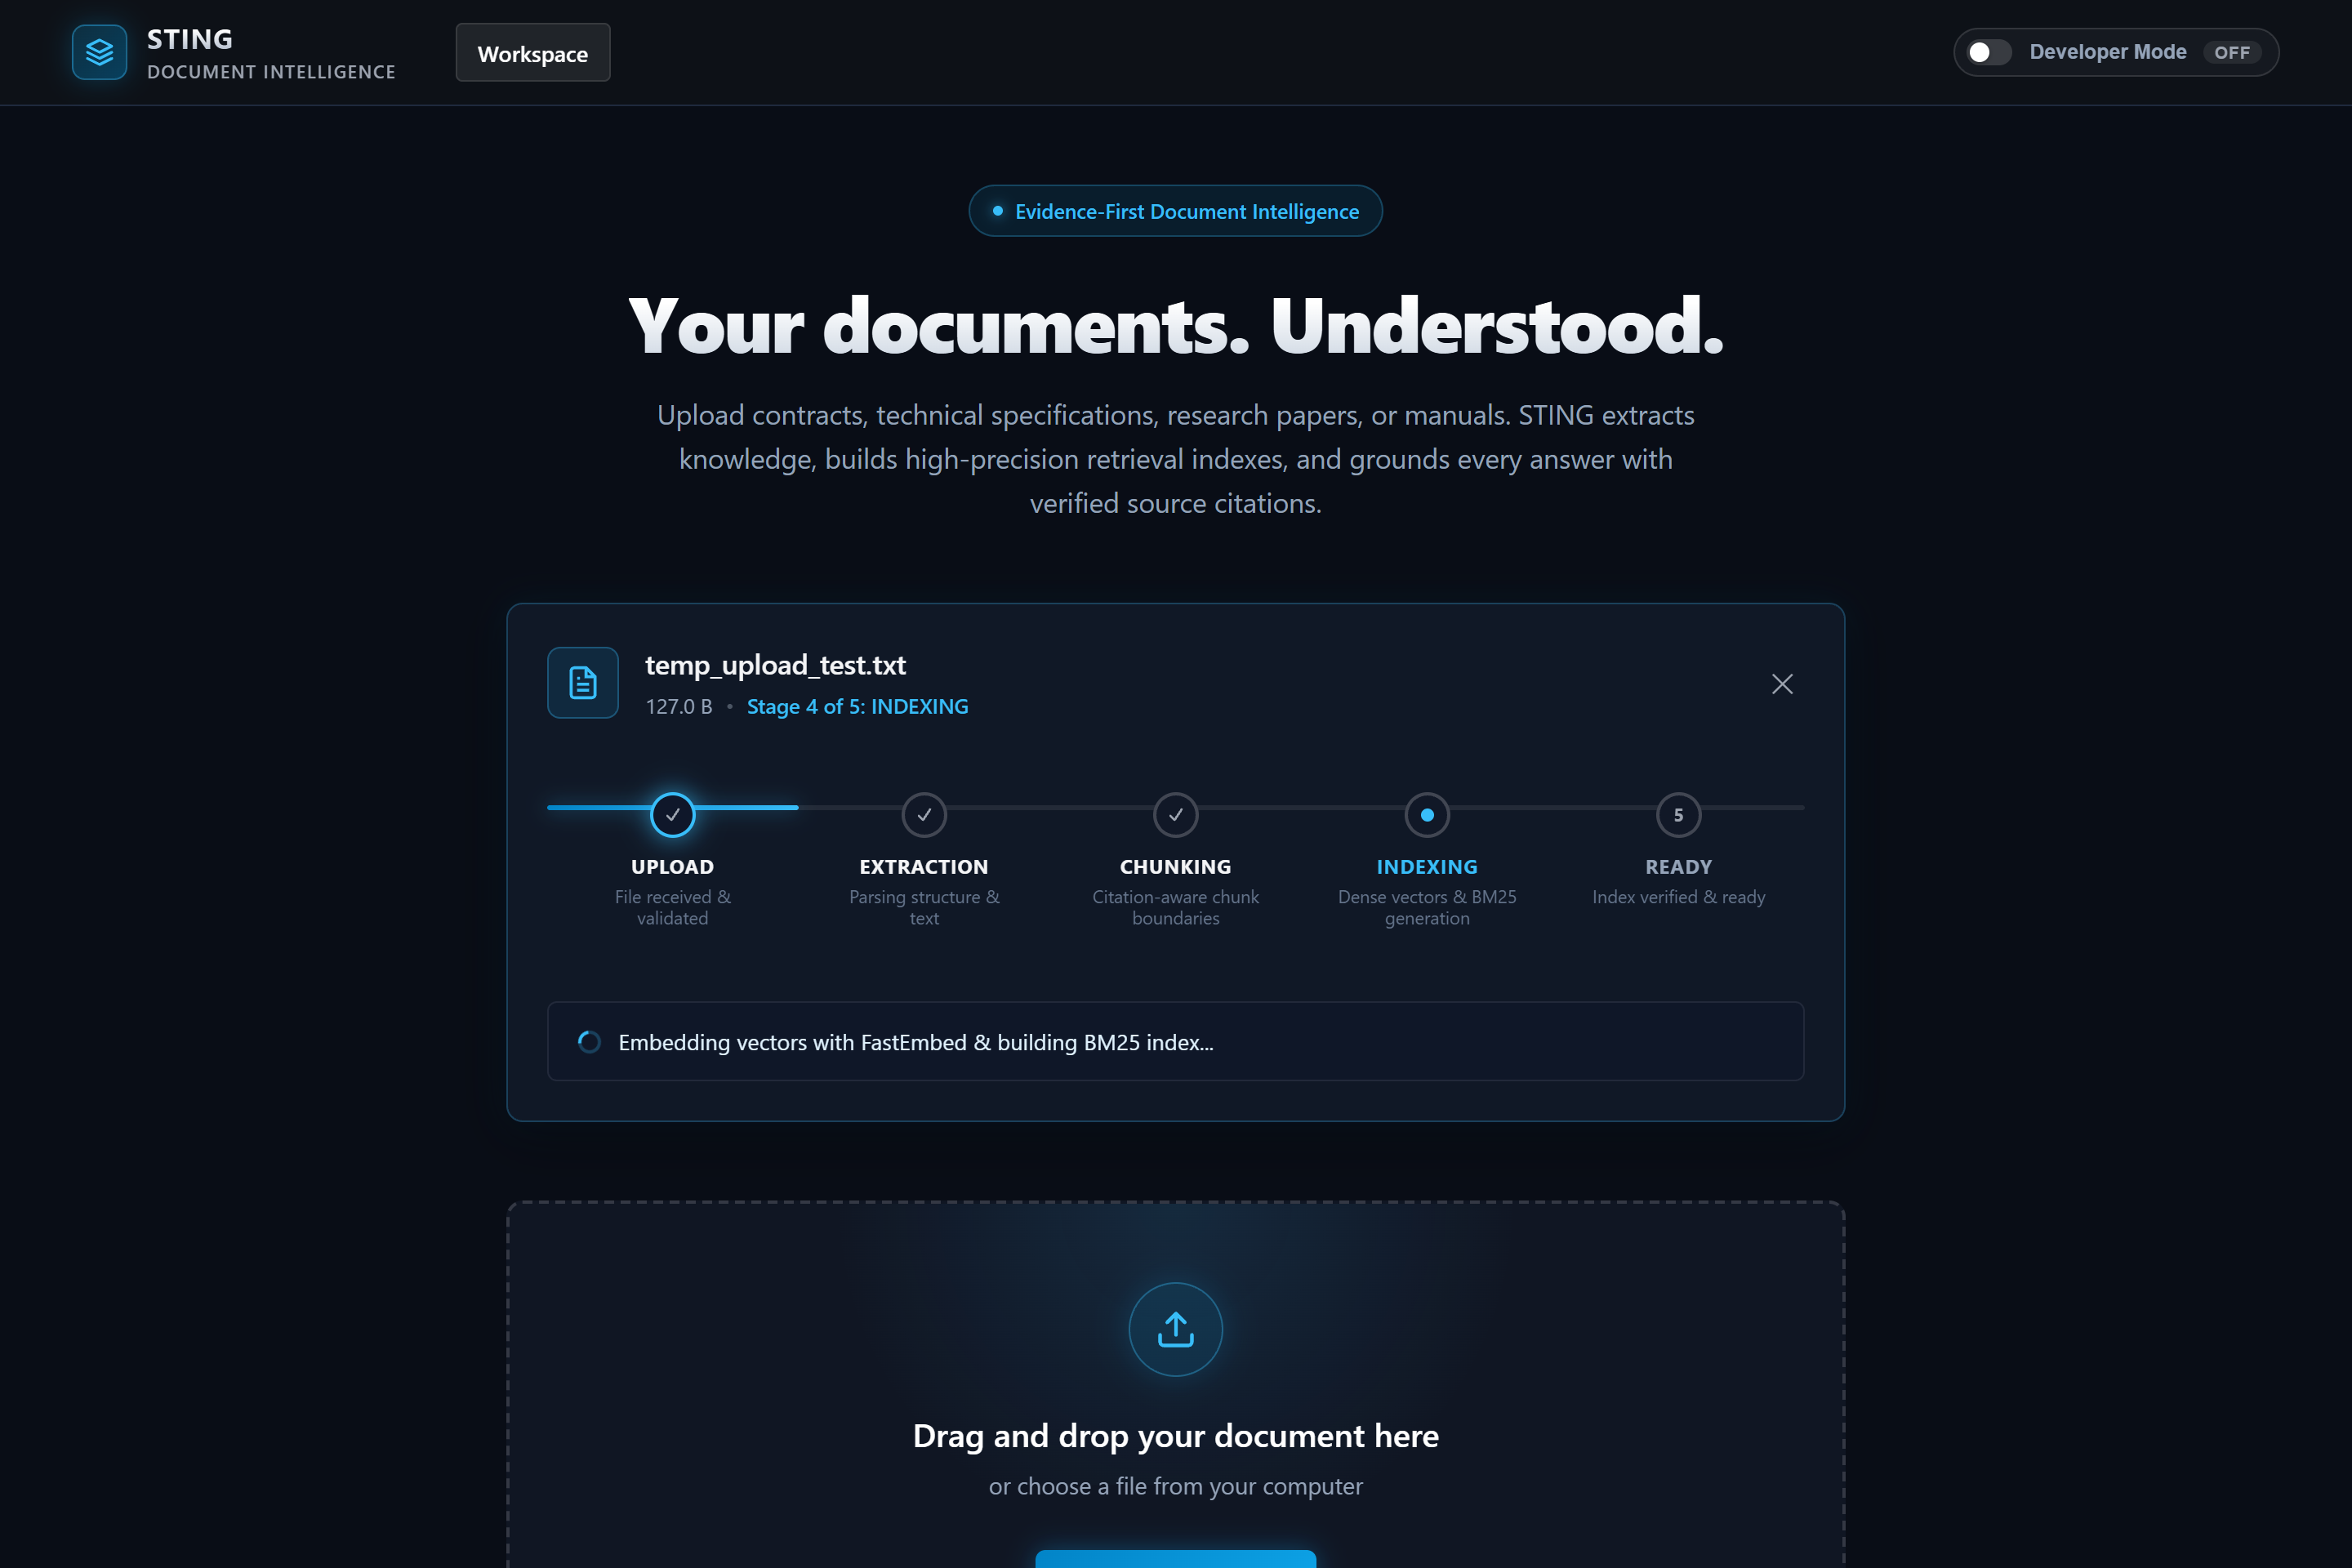 STING
DOCUMENT INTELLIGENCE
Workspace
Developer Mode OFF
Evidence-First Document Intelligence
Your documents. Understood.
Upload contracts, technical specifications, research papers, or manuals. STING extracts
knowledge, builds high-precision retrieval indexes, and grounds every answer with
verified source citations.
temp_upload_test.txt
127.0 B • Stage 4 of 5: INDEXING
5
UPLOAD
File received &
validated
EXTRACTION
Parsing structure &
text
CHUNKING
Citation-aware chunk
boundaries
INDEXING
Dense vectors & BM25
generation
READY
Index verified & ready
Embedding vectors with FastEmbed & building BM25 index...
Drag and drop your document here
or choose a file from your computer